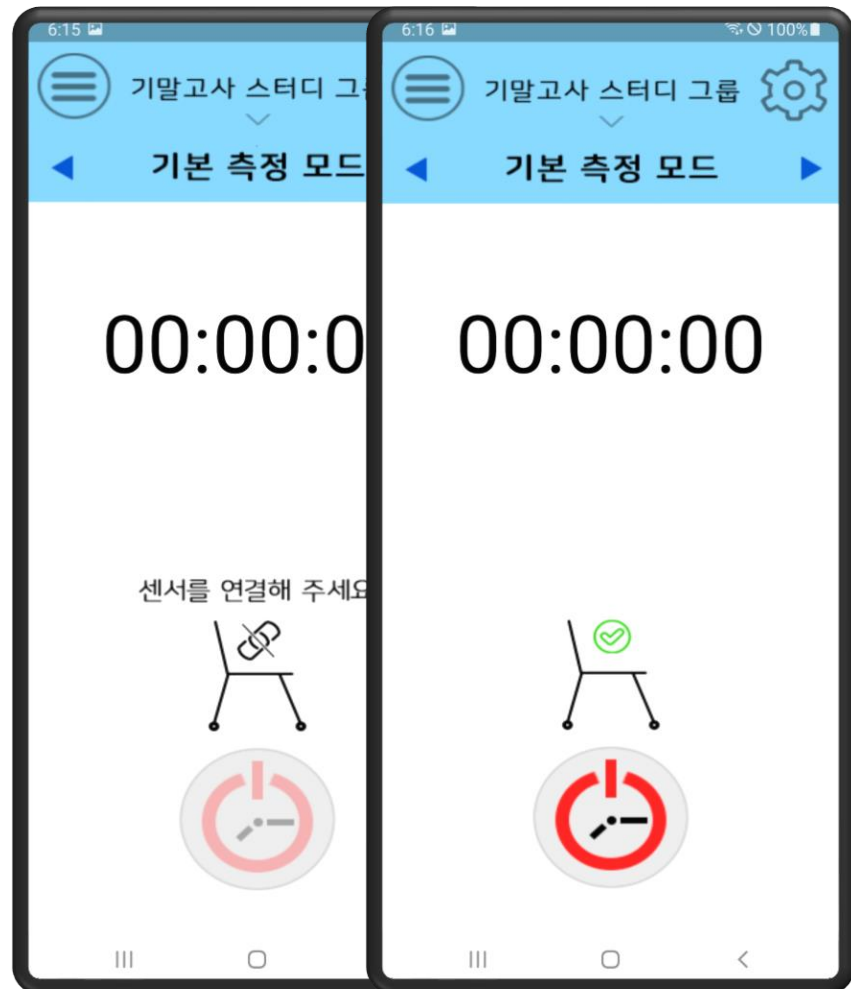 6:15
기말고사 스터디 그
기본 측정 모드
00:00:0
센서를 연결해 주세요
6:16
100%
기말고사 스터디 그룹
기본 측정 모드
00:00:00